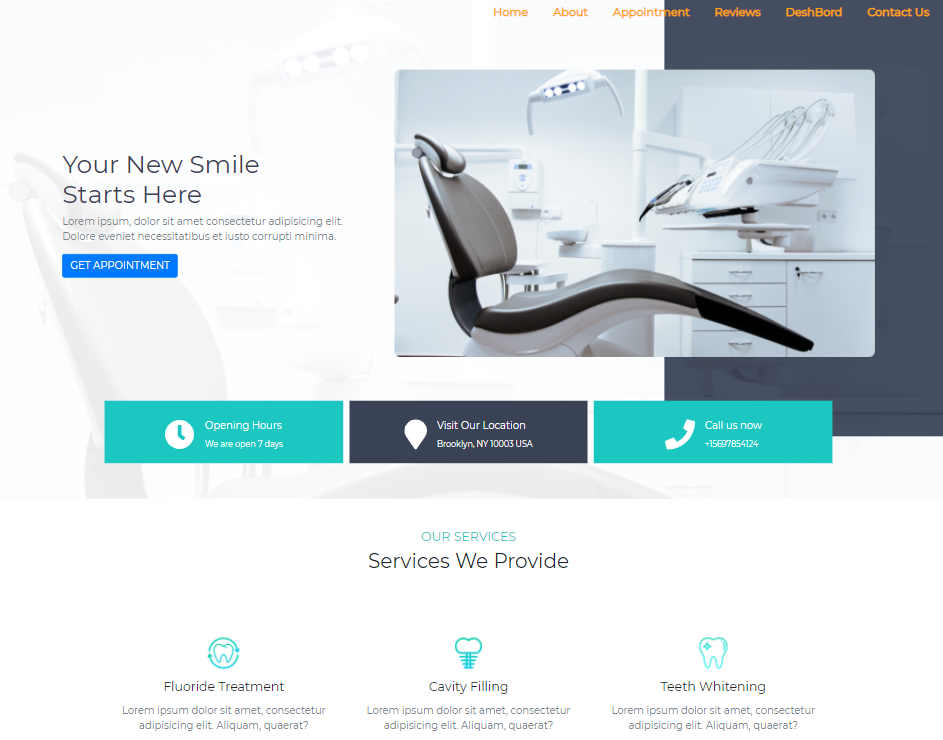 Home About Appointment Reviews DeshBord Contact Us
Your New Smile
Starts Here
Lorem ipsum, dolor sit amet consectetur adipisicing elit.
Dolore eveniet necessitatibus et iusto corrupti minima.
GET APPOINTMENT
Opening Hours
We are open 7 days
Visit Our Location
Brooklyn, NY 10003 USA
Call us now
+15697854124
OUR SERVICES
Services We Provide
Fluoride Treatment
Lorem ipsum dolor sit amet, consectetur
adipisicing elit. Aliquam, quaerat?
Cavity Filling
Lorem ipsum dolor sit amet, consectetur
adipisicing elit. Aliquam, quaerat?
Teeth Whitening
Lorem ipsum dolor sit amet, consectetur
adipisicing elit. Aliquam, quaerat?